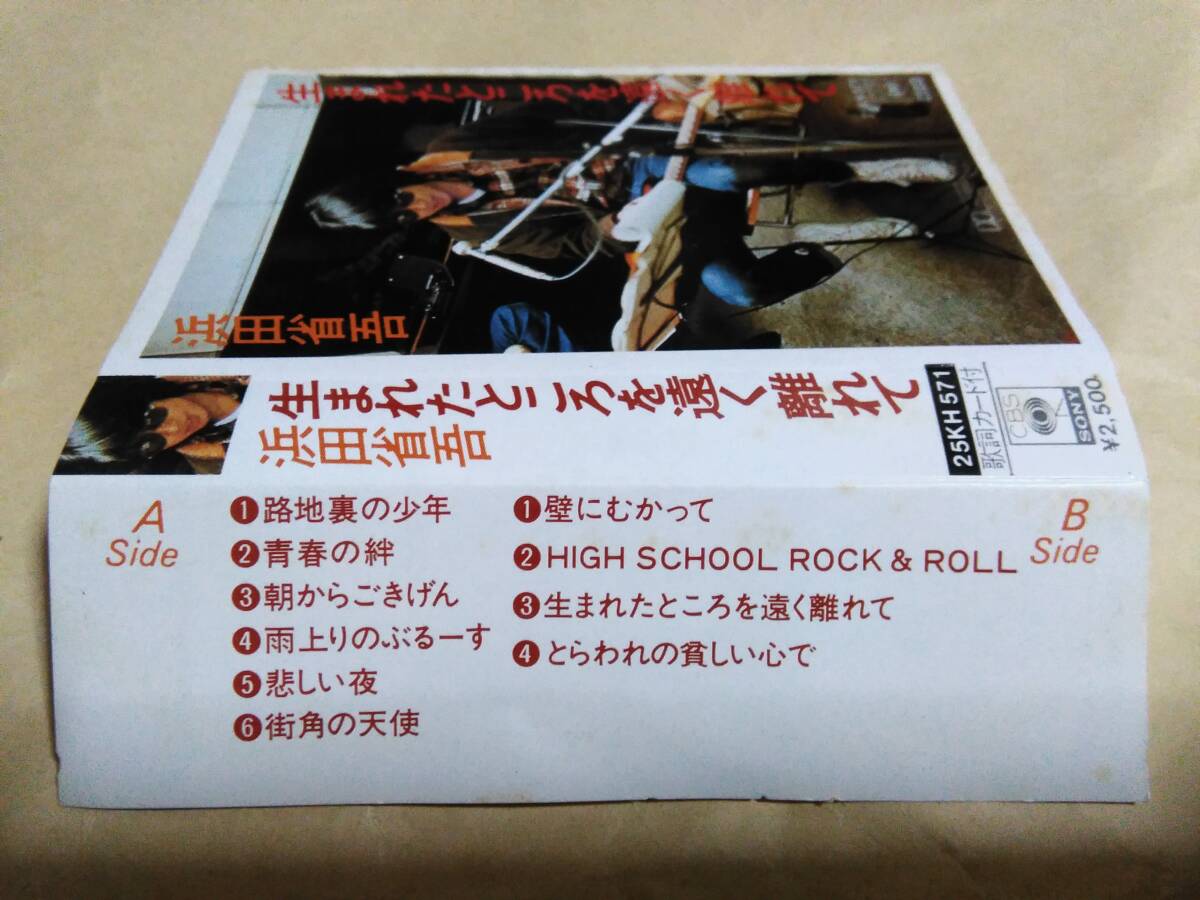 生まれたところを遠く離れて
浜田省吾
生まれたところを遠く離れて
浜田省吾
25KH 571
歌詞カード付
CBS
SONY
¥2,500
A
Side
❶路地裏の少年
❷青春の絆
❸朝からごきげん
❹雨上りのぶるーす
❺悲しい夜
❻街角の天使
❶壁にむかって
❷HIGH SCHOOL ROCK & ROLL
❸生まれたところを遠く離れて
❹とらわれの貧しい心で
B
Side